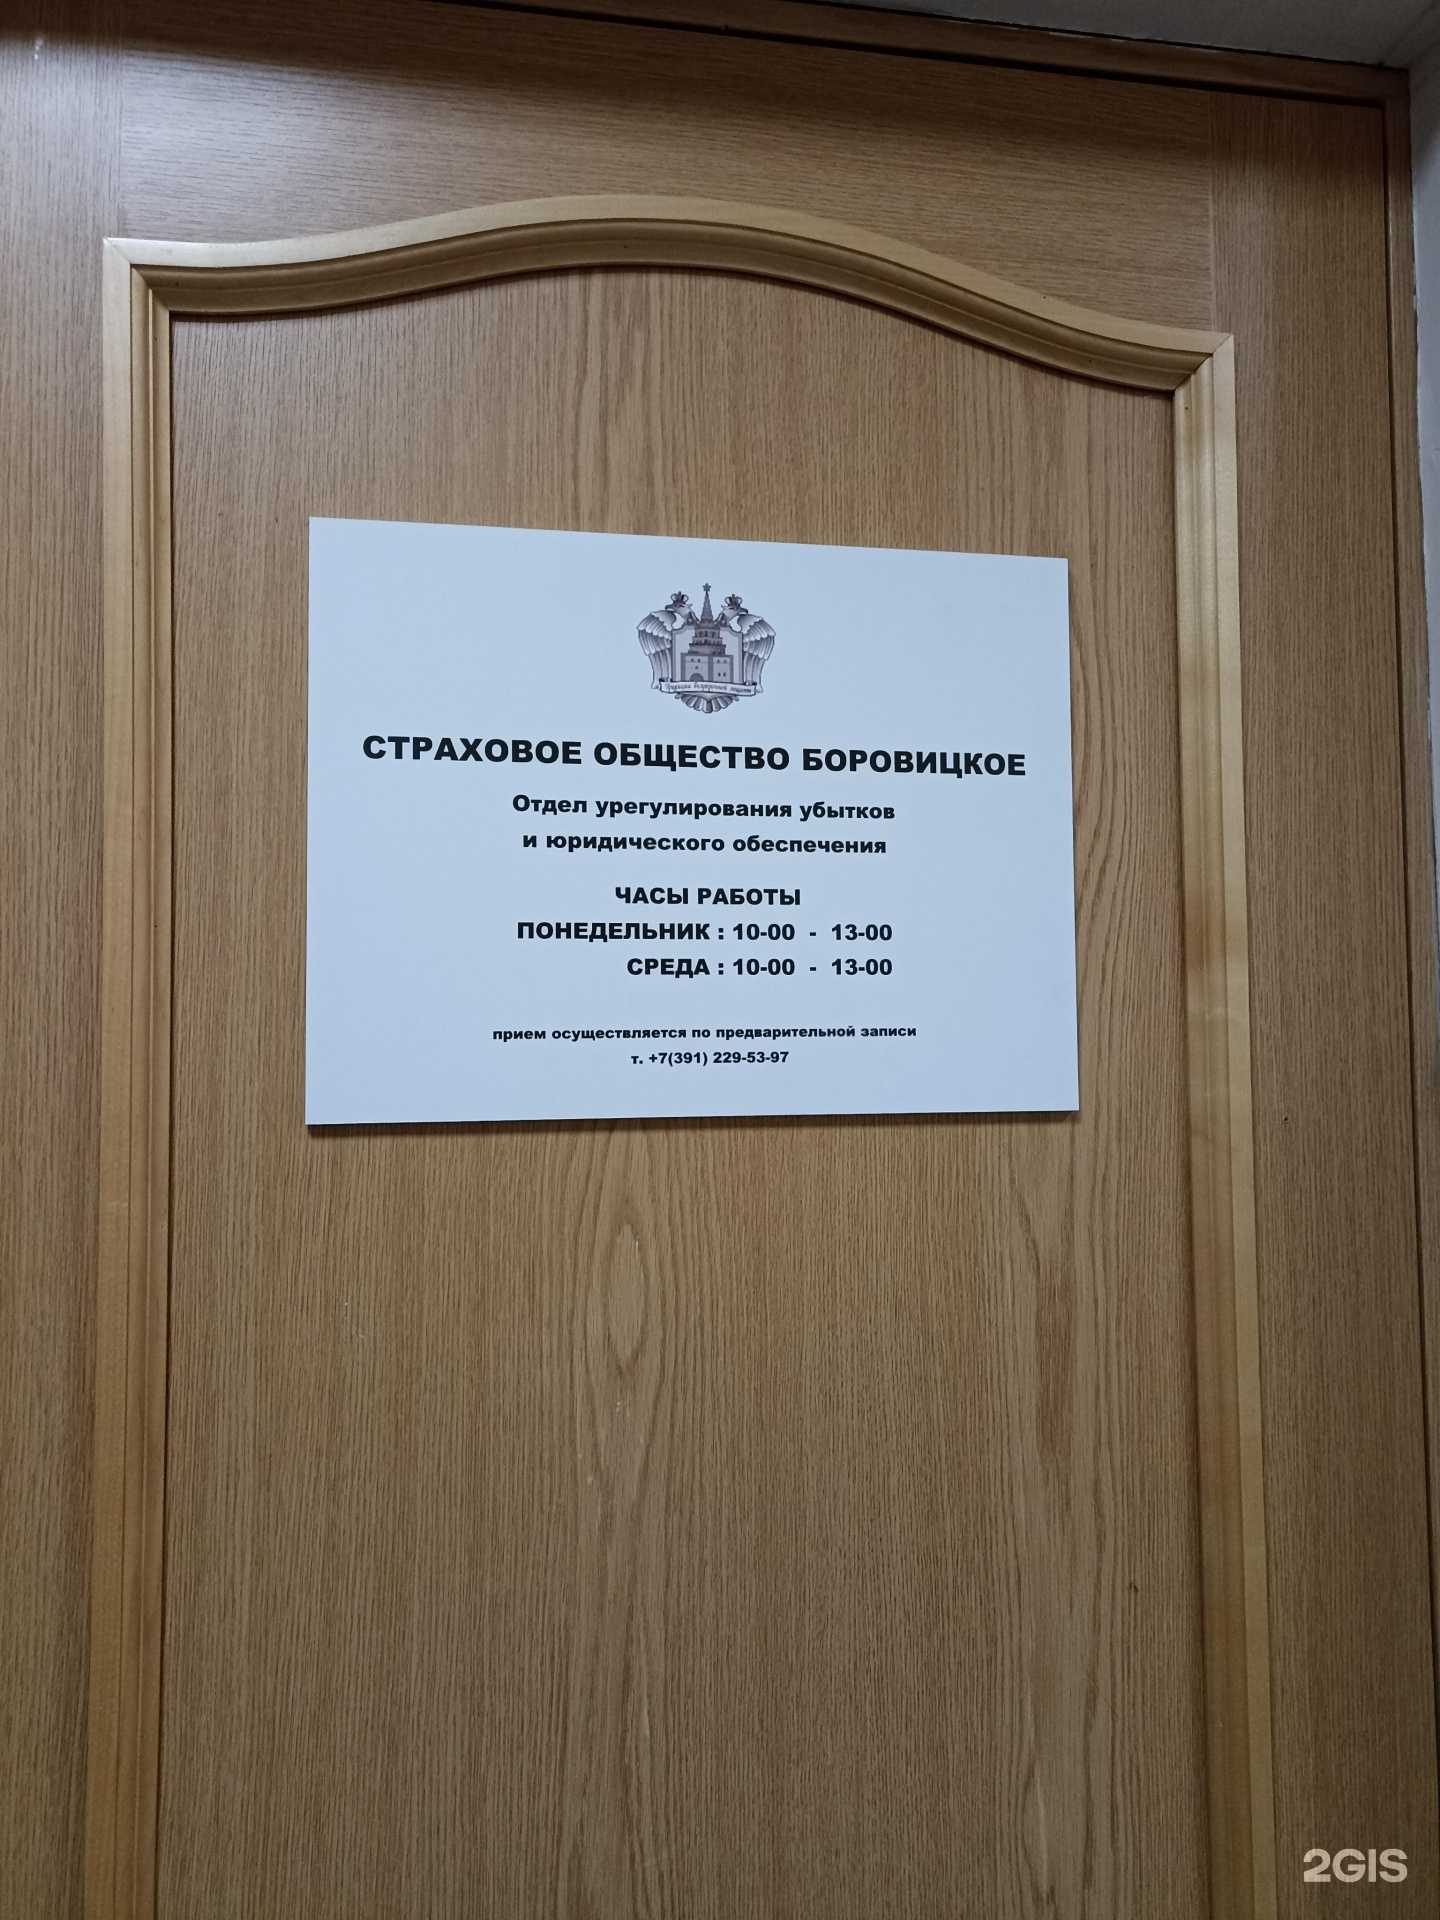 СТРАХОВОЕ ОБЩЕСТВО БОРОВИЦКОЕ
Отдел урегулирования убытков
и юридического обеспечения
ЧАСЫ РАБОТЫ
ПОНЕДЕЛЬНИК : 10-00 - 13-00
СРЕДА : 10-00 - 13-00
прием осуществляется по предварительной записи
т. +7(391) 229-53-97
2GIS